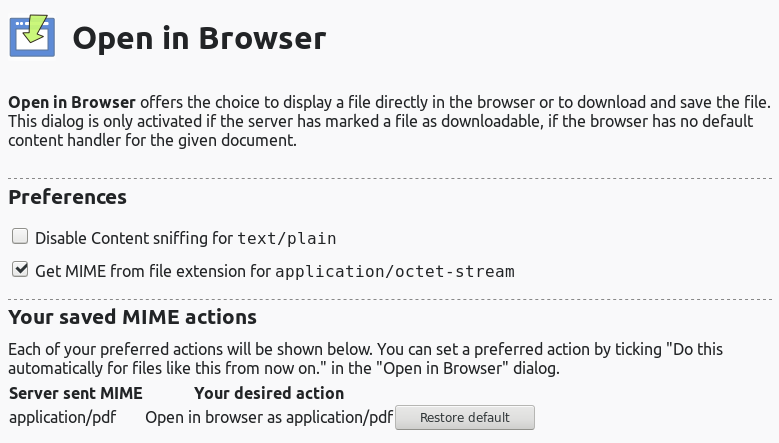 Open in Browser
Open in Browser offers the choice to display a file directly in the browser or to download and save the file.
This dialog is only activated if the server has marked a file as downloadable, if the browser has no default
content handler for the given document.
Preferences
Disable Content sniffing for text/plain
Get MIME from file extension for application/octet-stream
Your saved MIME actions
Each of your preferred actions will be shown below. You can set a preferred action by ticking "Do this
automatically for files like this from now on." in the "Open in Browser" dialog.
Server sent MIME Your desired action
application/pdf Open in browser as application/pdf Restore default